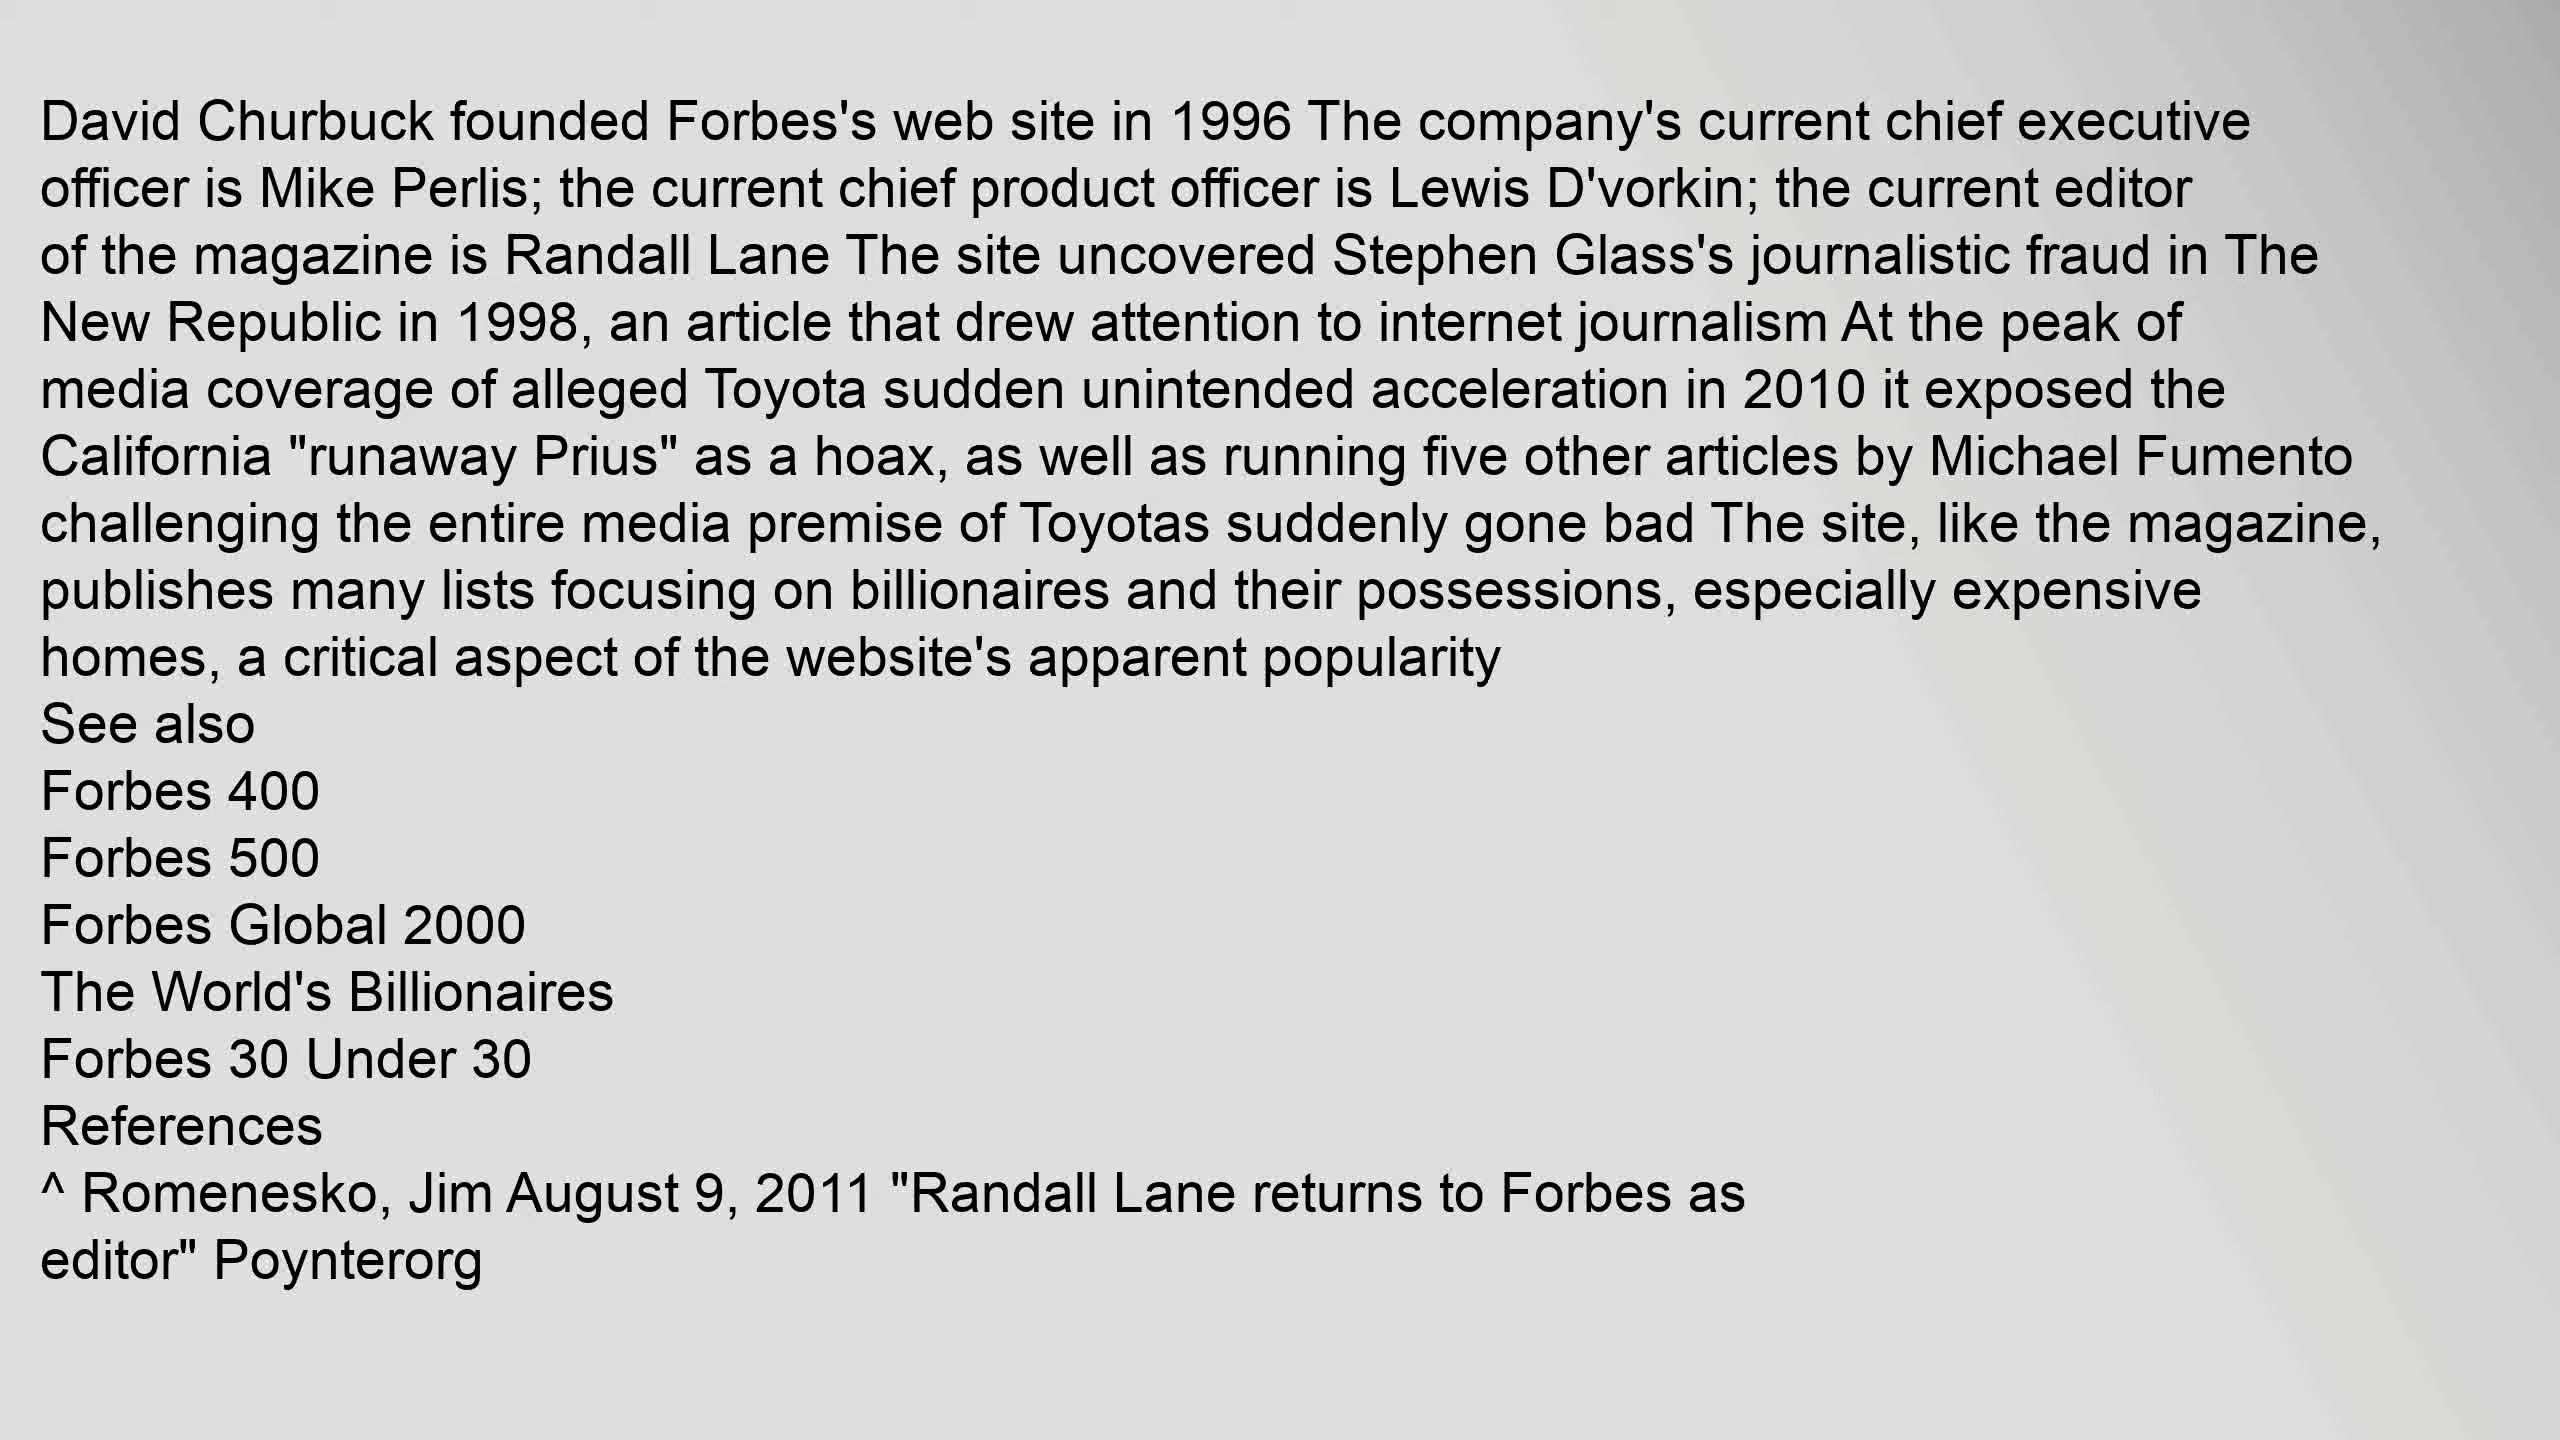 David Churbuck founded Forbes's web site in 1996 The company's current chief executive
officer is Mike Perlis; the current chief product officer is Lewis D'vorkin; the current editor
of the magazine is Randall Lane The site uncovered Stephen Glass's journalistic fraud in The
New Republic in 1998, an article that drew attention to internet journalism At the peak of
media coverage of alleged Toyota sudden unintended acceleration in 2010 it exposed the
California "runaway Prius" as a hoax, as well as running five other articles by Michael Fumento
challenging the entire media premise of Toyotas suddenly gone bad The site, like the magazine,
publishes many lists focusing on billionaires and their possessions, especially expensive
homes, a critical aspect of the website's apparent popularity
See also
Forbes 400
Forbes 500
Forbes Global 2000
The World's Billionaires
Forbes 30 Under 30
References
^ Romenesko, Jim August 9, 2011 "Randall Lane returns to Forbes as
editor" Poynterorg